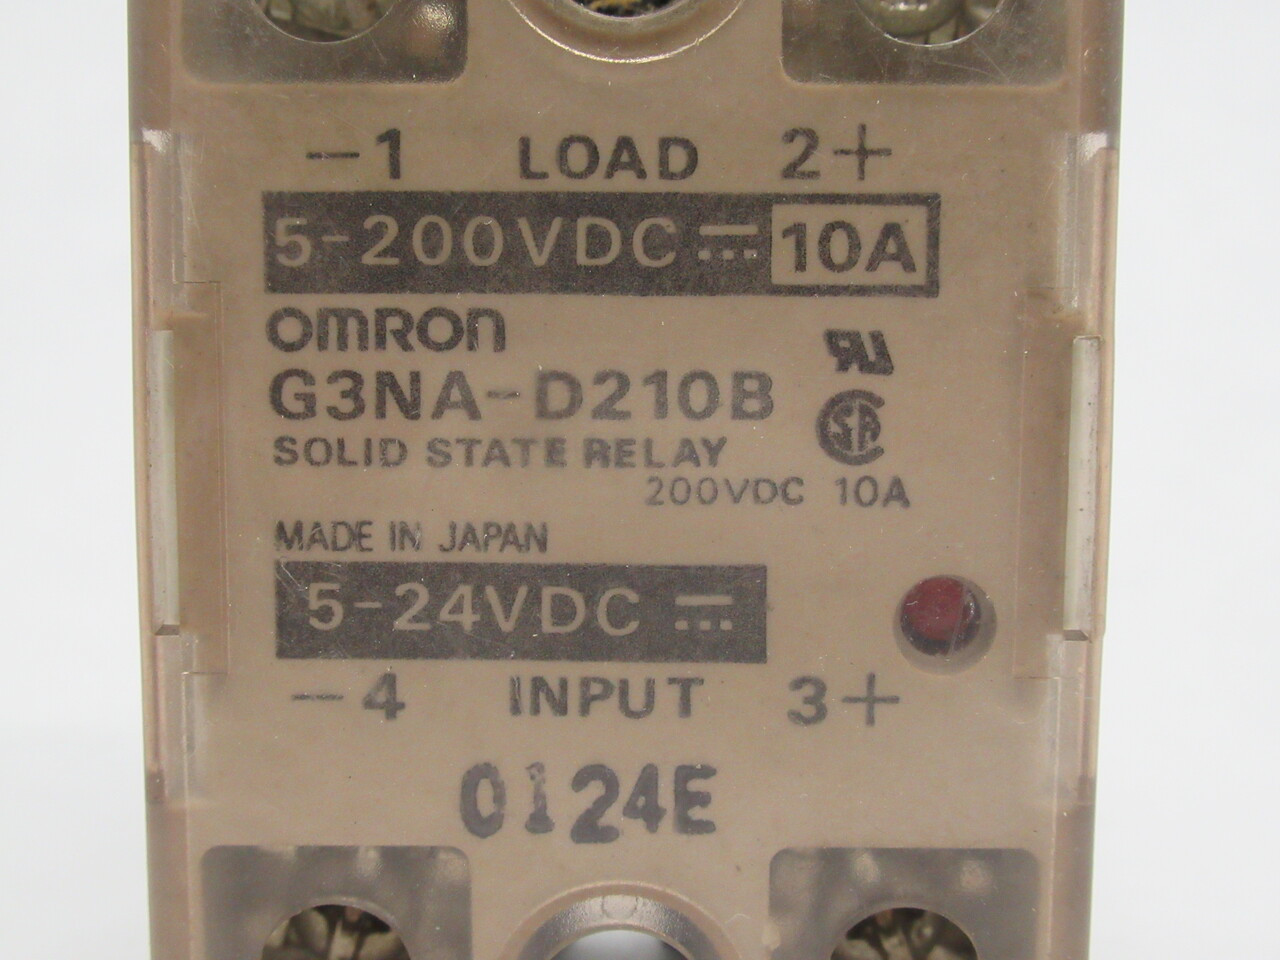 −1 LOAD 2+
5-200VDC ⎓ 10A
OMRON
G3NA-D210B
SOLID STATE RELAY
200VDC 10A
MADE IN JAPAN
5-24VDC ⎓
−4 INPUT 3+
0124E